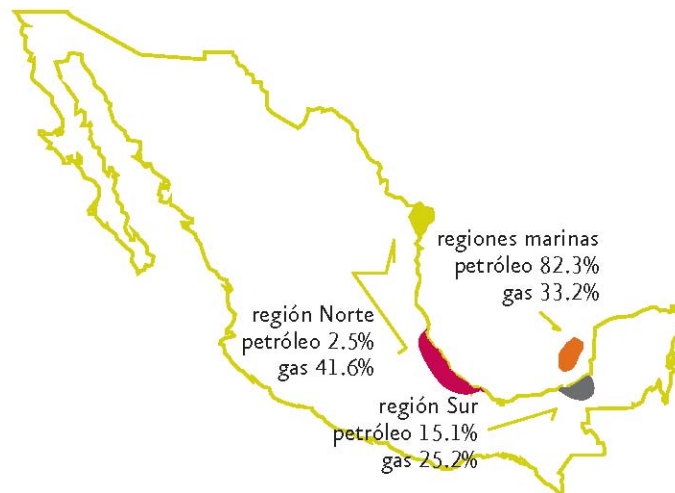 regiones marinas
petróleo 82.3%
gas 33.2%
región Norte
petróleo 2.5%
gas 41.6%
región Sur
petróleo 15.1%
gas 25.2%